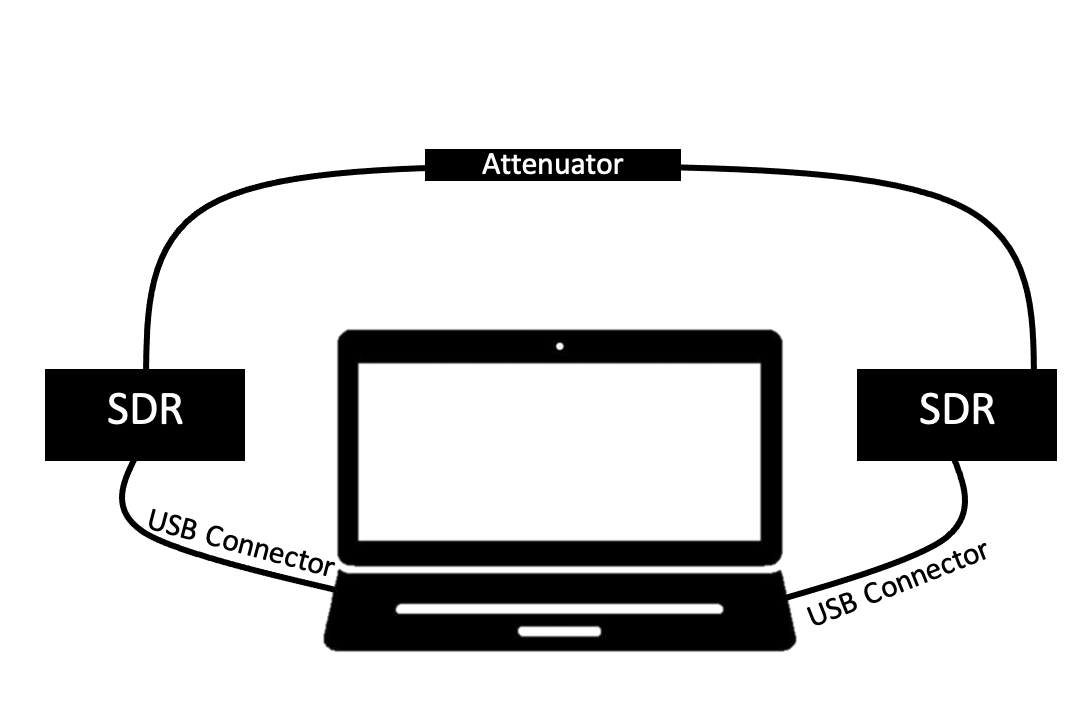 Attenuator
SDR
SDR
USB Connector
USB Connector